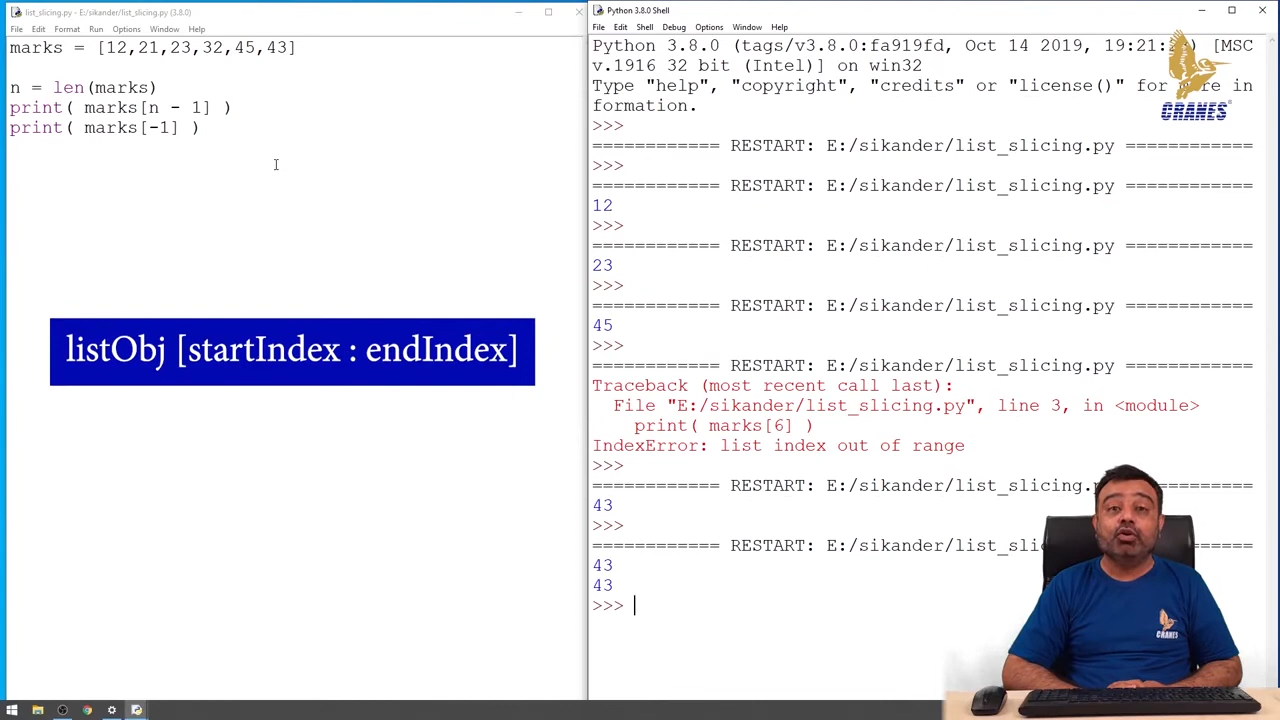 list_slicing.py - E:/sikander/list_slicing.py (3.8.0)
File Edit Format Run Options Window Help
marks = [12,21,23,32,45,43]
n = len(marks)
print( marks[n - 1] )
print( marks[-1] )
listObj [startIndex : endIndex]
Python 3.8.0 Shell
File Edit Shell Debug Options Window Help
Python 3.8.0 (tags/v3.8.0:fa919fd, Oct 14 2019, 19:21: [MSC
v.1916 32 bit (Intel)] on win32
Type "help", "copyright", "credits" or "license()" for more in
formation.
>>>
============ RESTART: E:/sikander/list_slicing.py ============
>>>
============ RESTART: E:/sikander/list_slicing.py ============
12
>>>
============ RESTART: E:/sikander/list_slicing.py ============
23
>>>
============ RESTART: E:/sikander/list_slicing.py ============
45
>>>
============ RESTART: E:/sikander/list_slicing.py ============
Traceback (most recent call last):
File "E:/sikander/list_slicing.py", line 3, in <module>
print( marks[6] )
IndexError: list index out of range
>>>
============ RESTART: E:/sikander/list_slicing.p =========
43
>>>
============ RESTART: E:/sikander/list_slic =======
43
43
>>>
CRANES
CRANES